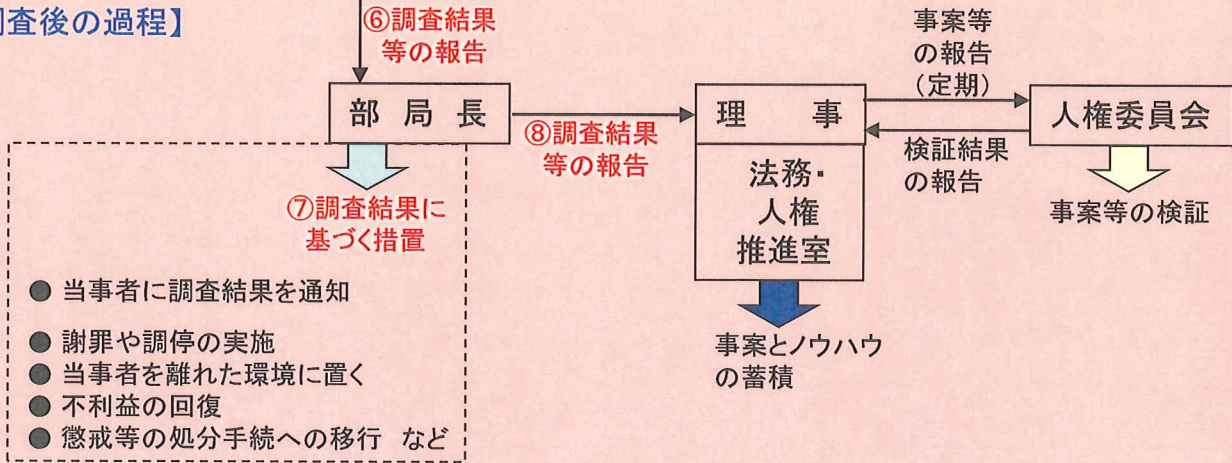 査後の過程】
⑥調査結果
等の報告
事案等
の報告
（定期）
部局長
⑧調査結果
等の報告
理事
検証結果
の報告
人権委員会
法務・
人権
推進室
⑦調査結果に
基づく措置
事案等の検証
● 当事者に調査結果を通知
● 謝罪や調停の実施
● 当事者を離れた環境に置く
● 不利益の回復
● 懲戒等の処分手続への移行 など
事案とノウハウ
の蓄積